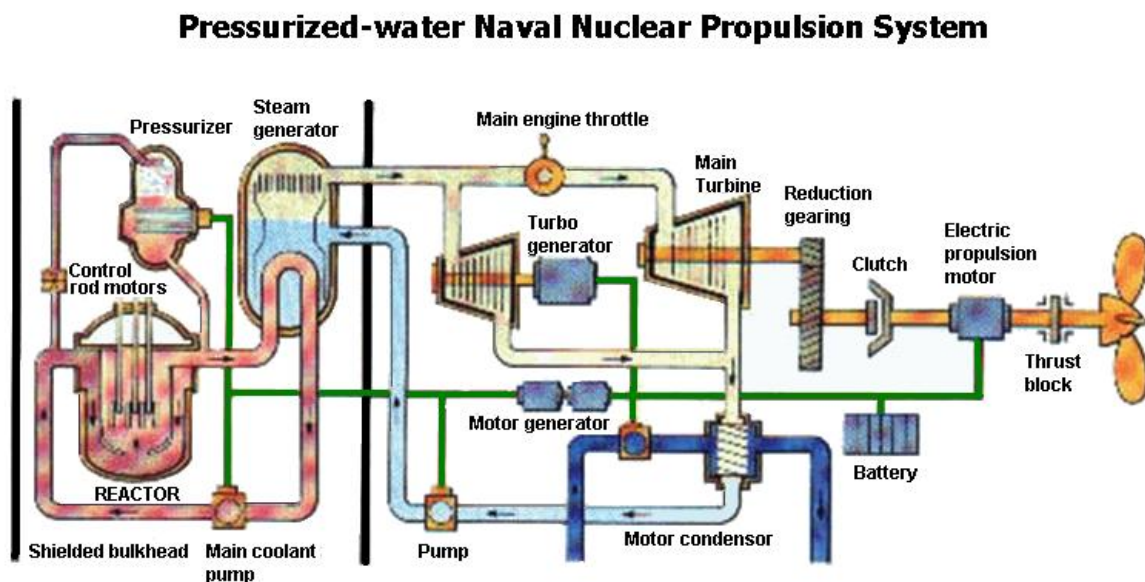 Pressurized-water Naval Nuclear Propulsion System
Pressurizer
Steam
generator
Main engine throttle
Main
Turbine
Reduction
gearing
Turbo
generator
Electric
propulsion
motor
Clutch
Control
rod motors
Thrust
block
Motor generator
Battery
REACTOR
Shielded bulkhead
Main coolant
pump
Pump
Motor condensor